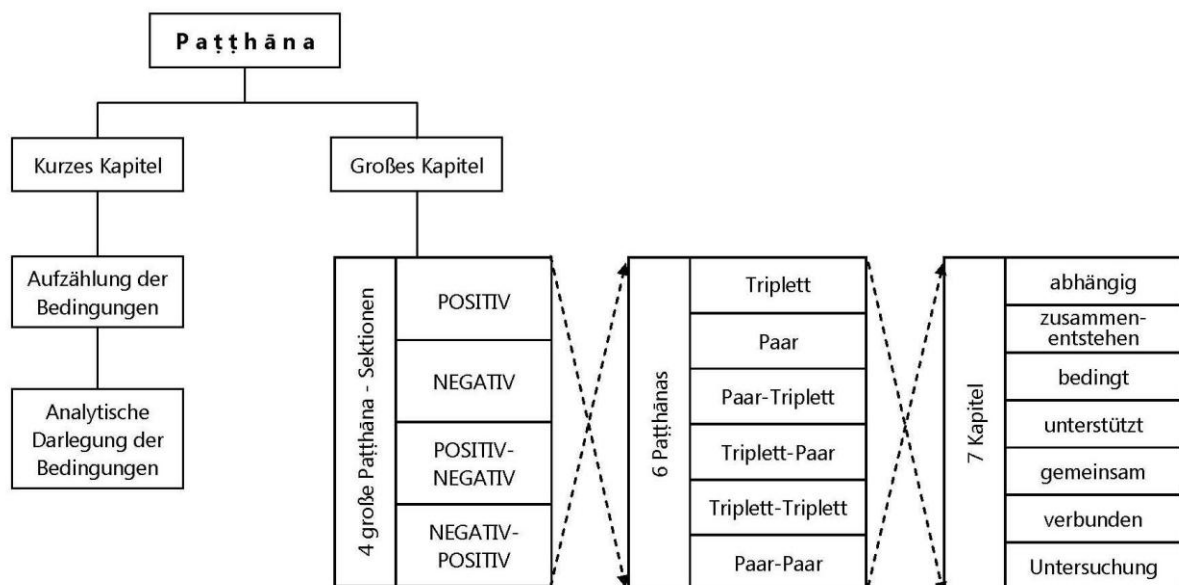 Paṭṭhāna
Kurzes Kapitel
Großes Kapitel
Aufzählung der
Bedingungen
Analytische
Darlegung der
Bedingungen
4 große Paṭṭhāna - Sektionen
POSITIV
NEGATIV
POSITIV-
NEGATIV
NEGATIV-
POSITIV
6 Paṭṭhānas
Triplett
Paar
Paar-Triplett
Triplett-Paar
Triplett-Triplett
Paar-Paar
7 Kapitel
abhängig
zusammen-
entstehen
bedingt
unterstützt
gemeinsam
verbunden
Untersuchung